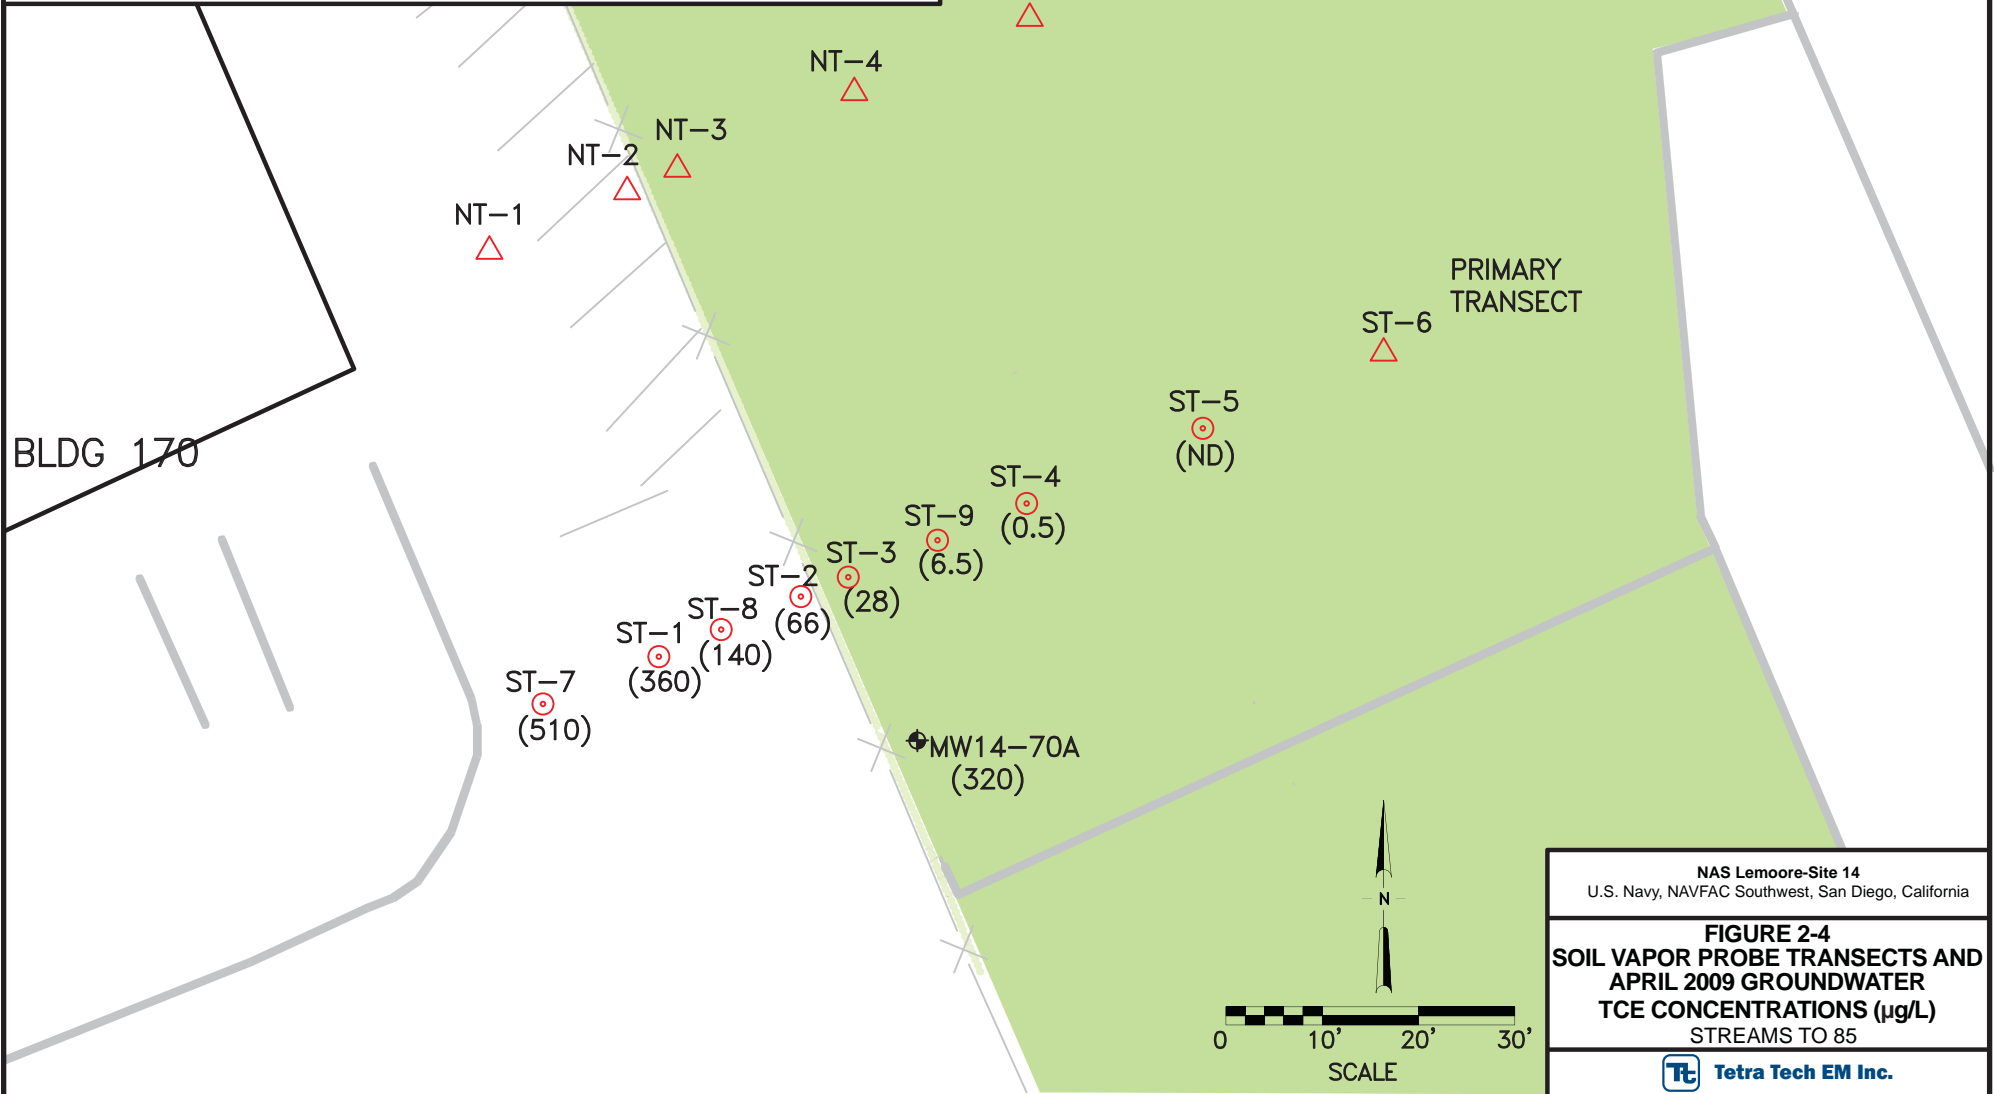 NT-4
NT-3
NT-2
NT-1
PRIMARY
TRANSECT
ST-6
ST-5
(ND)
BLDG 170
ST-4
(0.5)
ST-9
(6.5)
ST-3
(28)
ST-2
(66)
ST-8
(140)
ST-1
(360)
ST-7
(510)
MW14-70A
(320)
N
0 10' 20' 30'
SCALE
NAS Lemoore-Site 14
U.S. Navy, NAVFAC Southwest, San Diego, California
FIGURE 2-4
SOIL VAPOR PROBE TRANSECTS AND
APRIL 2009 GROUNDWATER
TCE CONCENTRATIONS (µg/L)
STREAMS TO 85
Tt Tetra Tech EM Inc.